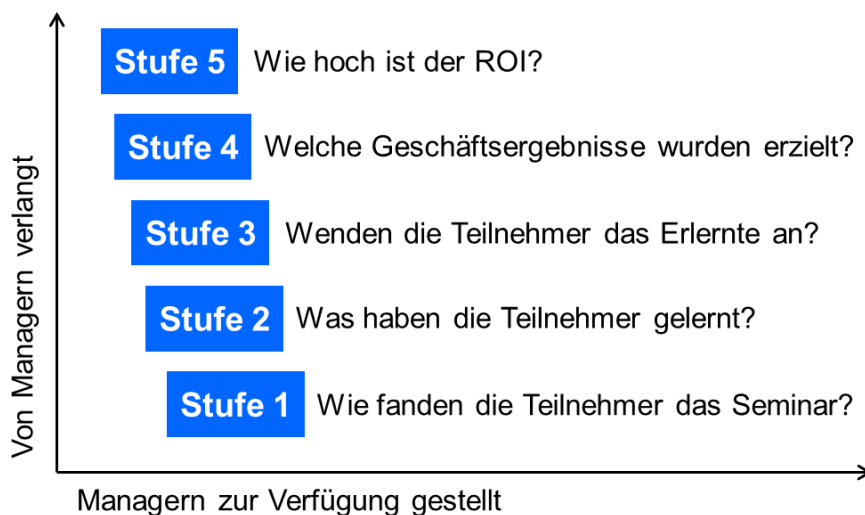 Stufe 5 Wie hoch ist der ROI?
Stufe 4 Welche Geschäftsergebnisse wurden erzielt?
Stufe 3 Wenden die Teilnehmer das Erlernte an?
Stufe 2 Was haben die Teilnehmer gelernt?
Stufe 1 Wie fanden die Teilnehmer das Seminar?
Von Managern verlangt
Managern zur Verfügung gestellt